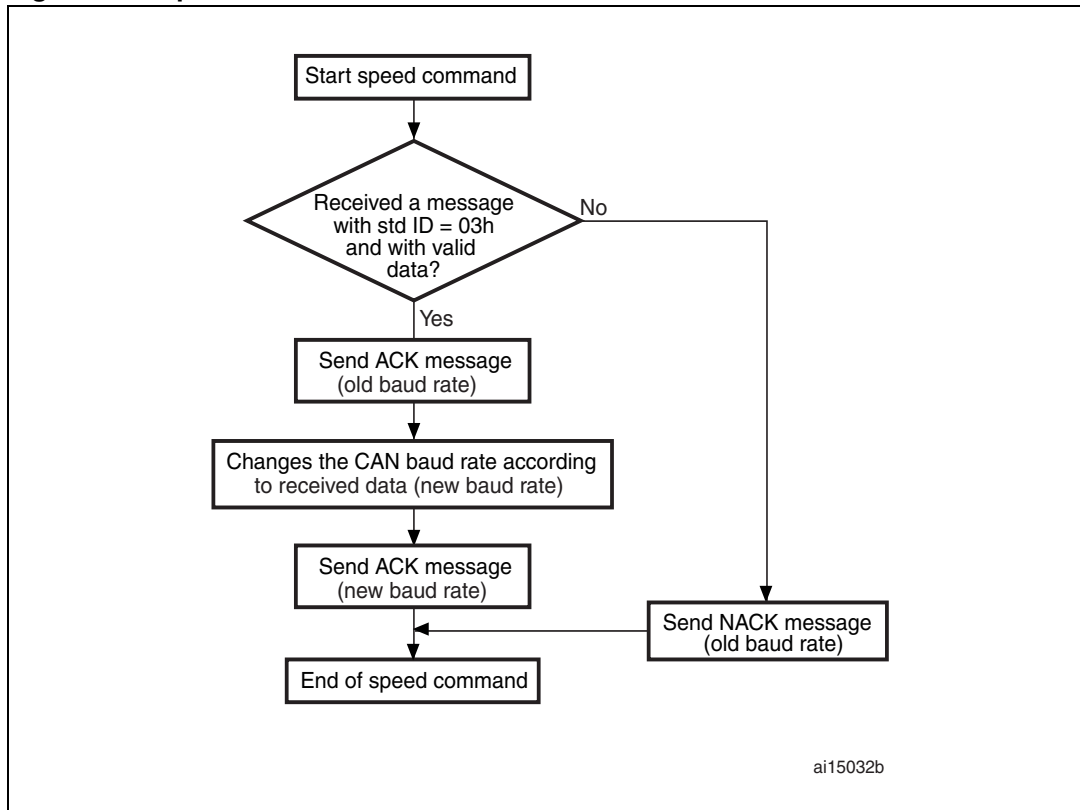 Start speed command
Received a message
with std ID = 03h
and with valid
data?
No
Yes
Send ACK message
(old baud rate)
Changes the CAN baud rate according
to received data (new baud rate)
Send ACK message
(new baud rate)
Send NACK message
(old baud rate)
End of speed command
ai15032b